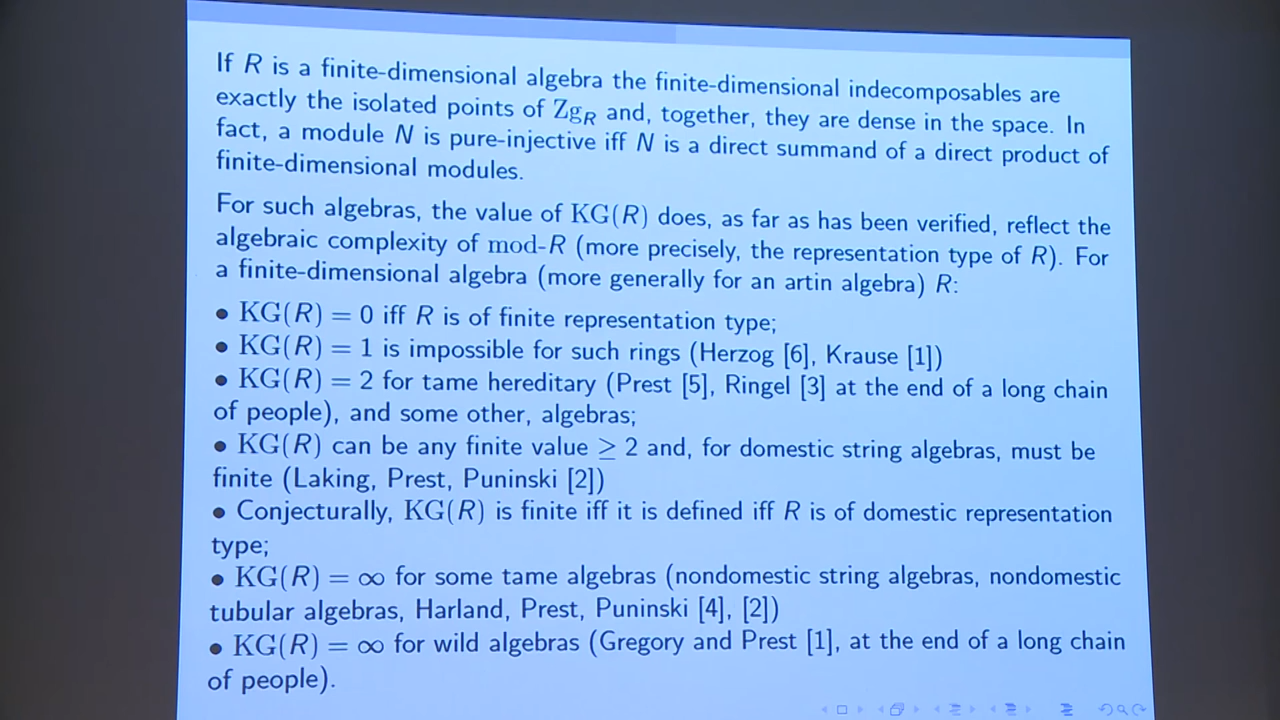 If R is a finite-dimensional algebra the finite-dimensional indecomposables are
exactly the isolated points of Zg_R and, together, they are dense in the space. In
fact, a module N is pure-injective iff N is a direct summand of a direct product of
finite-dimensional modules.
For such algebras, the value of KG(R) does, as far as has been verified, reflect the
algebraic complexity of mod-R (more precisely, the representation type of R). For
a finite-dimensional algebra (more generally for an artin algebra) R:
• KG(R) = 0 iff R is of finite representation type;
• KG(R) = 1 is impossible for such rings (Herzog [6], Krause [1])
• KG(R) = 2 for tame hereditary (Prest [5], Ringel [3] at the end of a long chain
of people), and some other, algebras;
• KG(R) can be any finite value ≥ 2 and, for domestic string algebras, must be
finite (Laking, Prest, Puninski [2])
• Conjecturally, KG(R) is finite iff it is defined iff R is of domestic representation
type;
• KG(R) = ∞ for some tame algebras (nondomestic string algebras, nondomestic
tubular algebras, Harland, Prest, Puninski [4], [2])
• KG(R) = ∞ for wild algebras (Gregory and Prest [1], at the end of a long chain
of people).